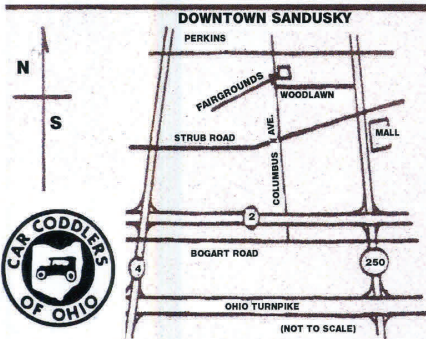 DOWNTOWN SANDUSKY
PERKINS
N
S
FAIRGROUNDS
WOODLAWN
STRUB ROAD
COLUMBUS AVE.
MALL
2
BOGART ROAD
4
250
OHIO TURNPIKE
(NOT TO SCALE)
CAR CODDLERS
OF OHIO